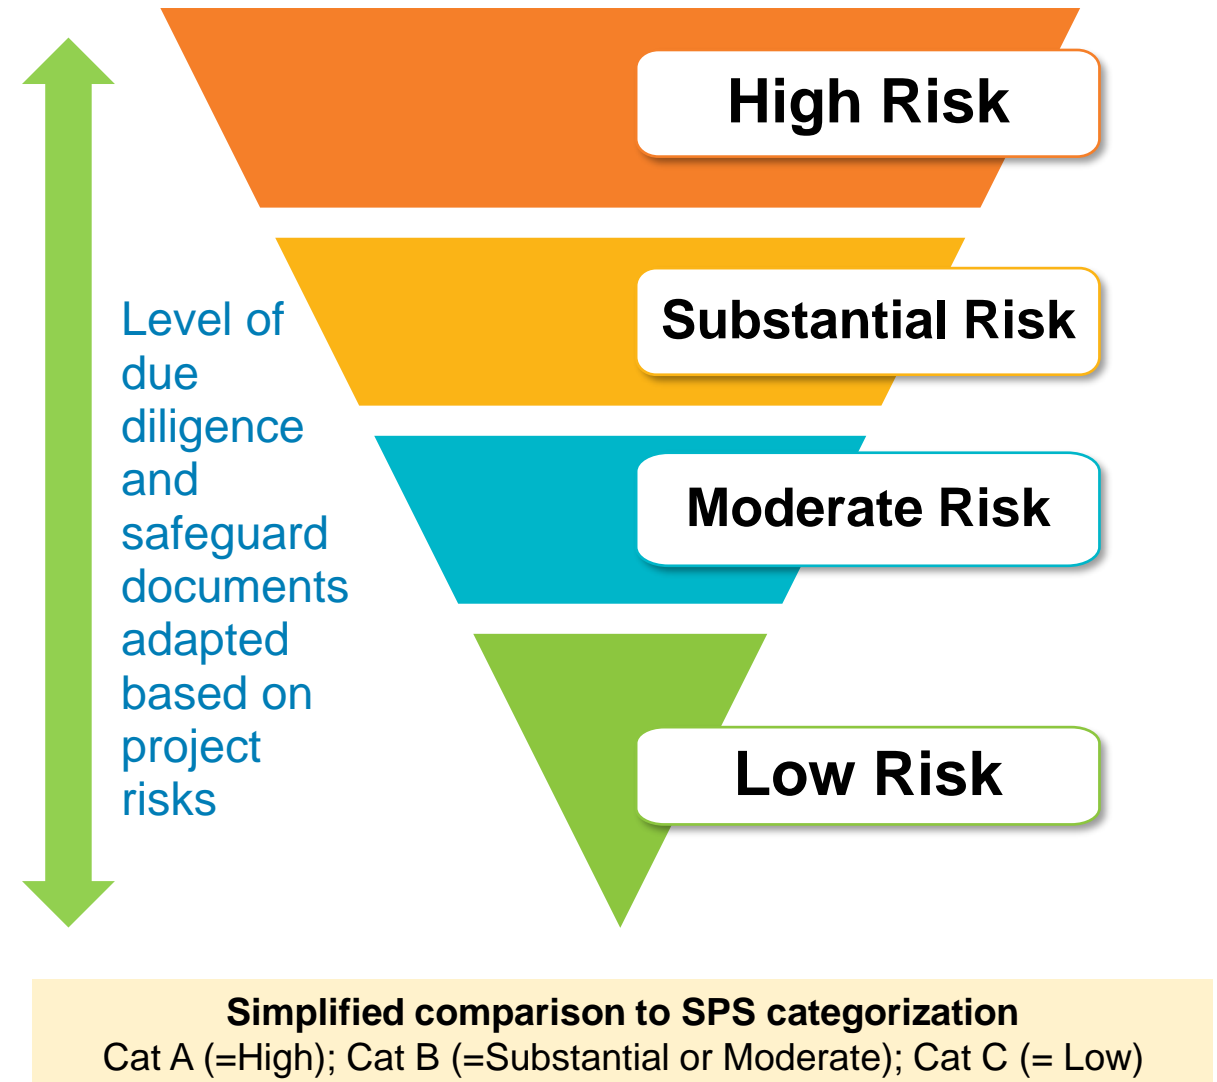 High Risk
Substantial Risk
Level of
due
diligence
and
safeguard
documents
adapted
based on
project
risks
Moderate Risk
Low Risk
Simplified comparison to SPS categorization
Cat A (=High); Cat B (=Substantial or Moderate); Cat C (= Low)